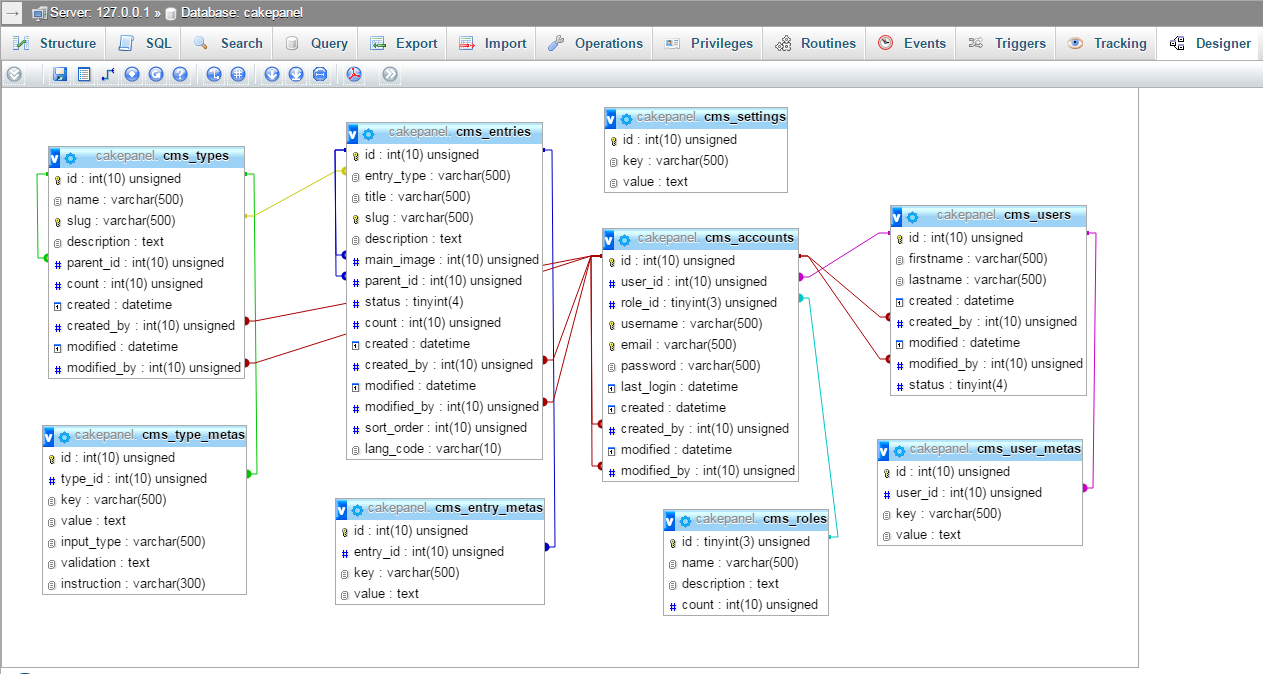 Server: 127.0.0.1 » Database: cakepanel
Structure SQL Search Query Export Import Operations Privileges Routines Events Triggers Tracking Designer
v cakepanel. cms_types
id : int(10) unsigned
name : varchar(500)
slug : varchar(500)
description : text
parent_id : int(10) unsigned
count : int(10) unsigned
created : datetime
created_by : int(10) unsigned
modified : datetime
modified_by : int(10) unsigned
v cakepanel. cms_type_metas
id : int(10) unsigned
type_id : int(10) unsigned
key : varchar(500)
value : text
input_type : varchar(500)
validation : text
instruction : varchar(300)
v cakepanel. cms_entries
id : int(10) unsigned
entry_type : varchar(500)
title : varchar(500)
slug : varchar(500)
description : text
main_image : int(10) unsigned
parent_id : int(10) unsigned
status : tinyint(4)
count : int(10) unsigned
created : datetime
created_by : int(10) unsigned
modified : datetime
modified_by : int(10) unsigned
sort_order : int(10) unsigned
lang_code : varchar(10)
v cakepanel. cms_entry_metas
id : int(10) unsigned
entry_id : int(10) unsigned
key : varchar(500)
value : text
v cakepanel. cms_settings
id : int(10) unsigned
key : varchar(500)
value : text
v cakepanel. cms_accounts
id : int(10) unsigned
user_id : int(10) unsigned
role_id : tinyint(3) unsigned
username : varchar(500)
email : varchar(500)
password : varchar(500)
last_login : datetime
created : datetime
created_by : int(10) unsigned
modified : datetime
modified_by : int(10) unsigned
v cakepanel. cms_roles
id : tinyint(3) unsigned
name : varchar(500)
description : text
count : int(10) unsigned
v cakepanel. cms_users
id : int(10) unsigned
firstname : varchar(500)
lastname : varchar(500)
created : datetime
created_by : int(10) unsigned
modified : datetime
modified_by : int(10) unsigned
status : tinyint(4)
v cakepanel. cms_user_metas
id : int(10) unsigned
user_id : int(10) unsigned
key : varchar(500)
value : text